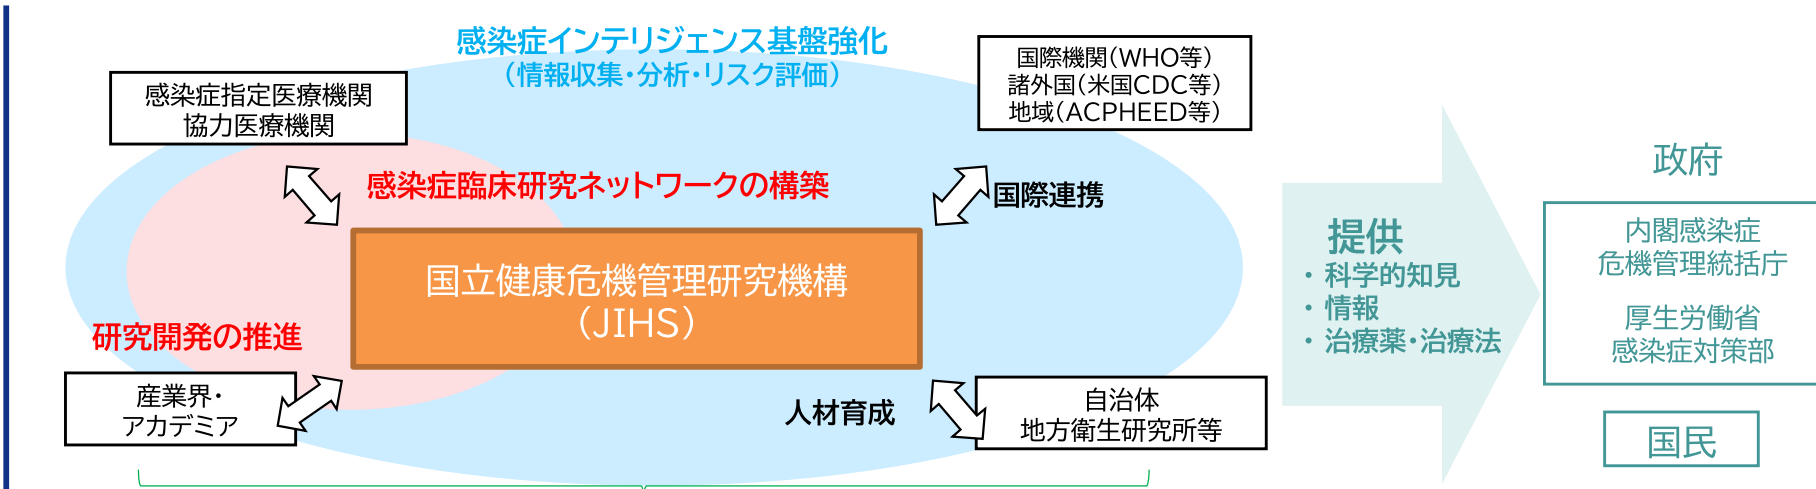 感染症インテリジェンス基盤強化
（情報収集・分析・リスク評価）
感染症指定医療機関
協力医療機関
国際機関（WHO等）
諸外国（米国CDC等）
地域（ACPHEED等）
感染症臨床研究ネットワークの構築
国際連携
国立健康危機管理研究機構
（JIHS）
研究開発の推進
産業界・
アカデミア
人材育成
自治体
地方衛生研究所等
提供
・ 科学的知見
・ 情報
・ 治療薬・治療法
政府
内閣感染症
危機管理統括庁
厚生労働省
感染症対策部
国民